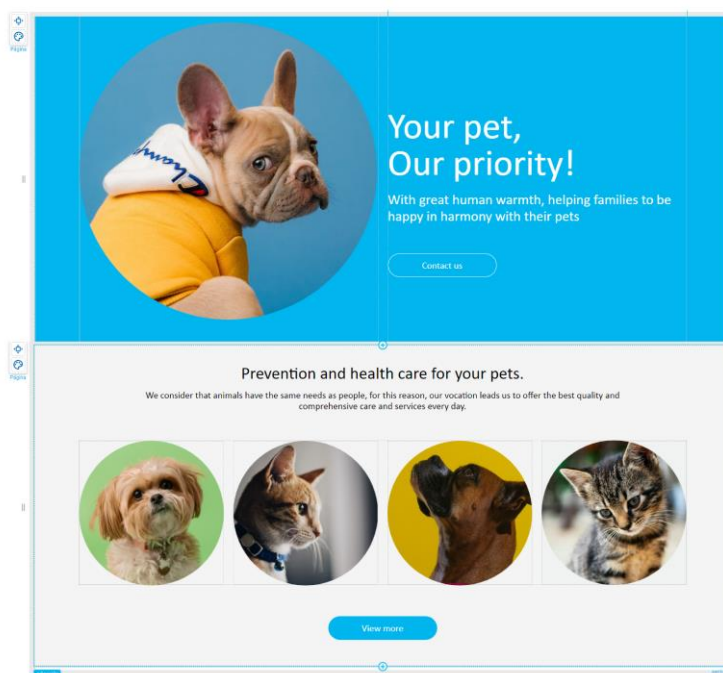 Página
Champ
Your pet,
Our priority!
With great human warmth, helping families to be
happy in harmony with their pets
Contact us
Página
Prevention and health care for your pets.
We consider that animals have the same needs as people, for this reason, our vocation leads us to offer the best quality and
comprehensive care and services every day.
View more